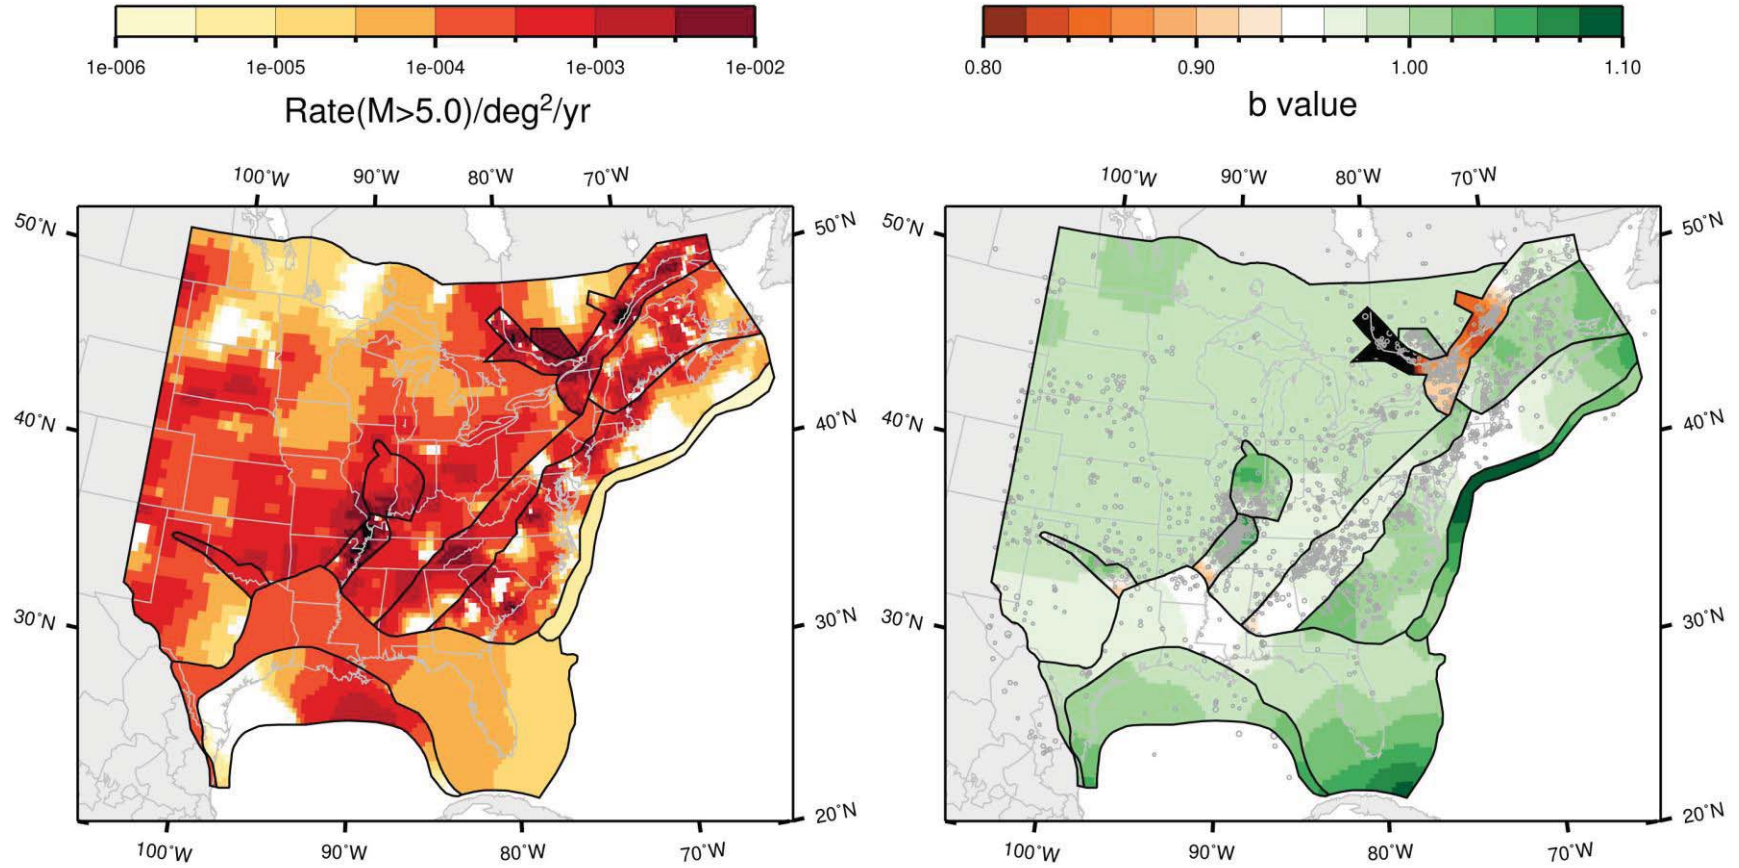 1e-006 1e-005 1e-004 1e-003 1e-002
Rate(M>5.0)/deg²/yr
0.80 0.90 1.00 1.10
b value
100°W 90°W 80°W 70°W
100°W 90°W 80°W 70°W
50°N 50°N 50°N 50°N
40°N 40°N 40°N 40°N
30°N 30°N 30°N 30°N
20°N 20°N
100°W 90°W 80°W 70°W
100°W 90°W 80°W 70°W